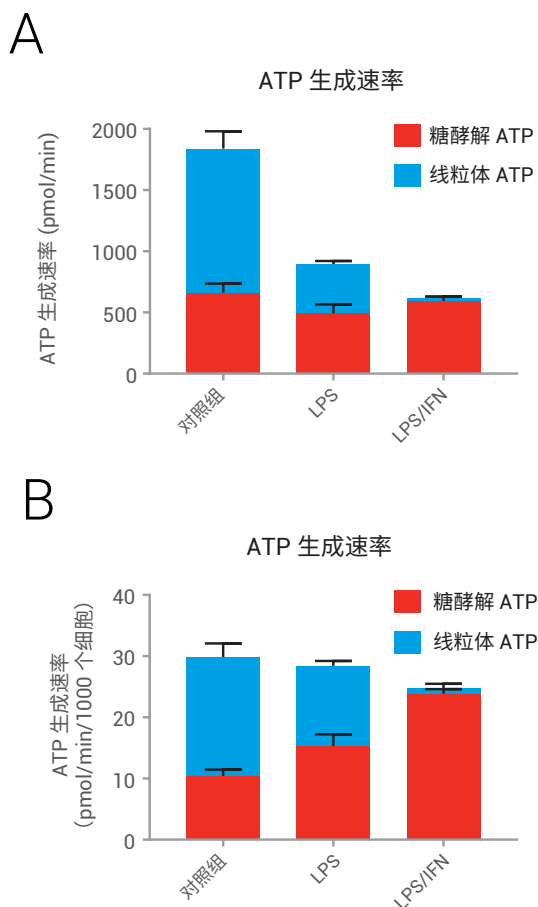 A
ATP 生成速率
糖酵解 ATP
线粒体 ATP
ATP 生成速率 (pmol/min)
2000
1500
1000
500
0
对照组
LPS
LPS/IFN
B
ATP 生成速率
糖酵解 ATP
线粒体 ATP
ATP 生成速率
（pmol/min/1000 个细胞）
40
30
20
10
0
对照组
LPS
LPS/IFN